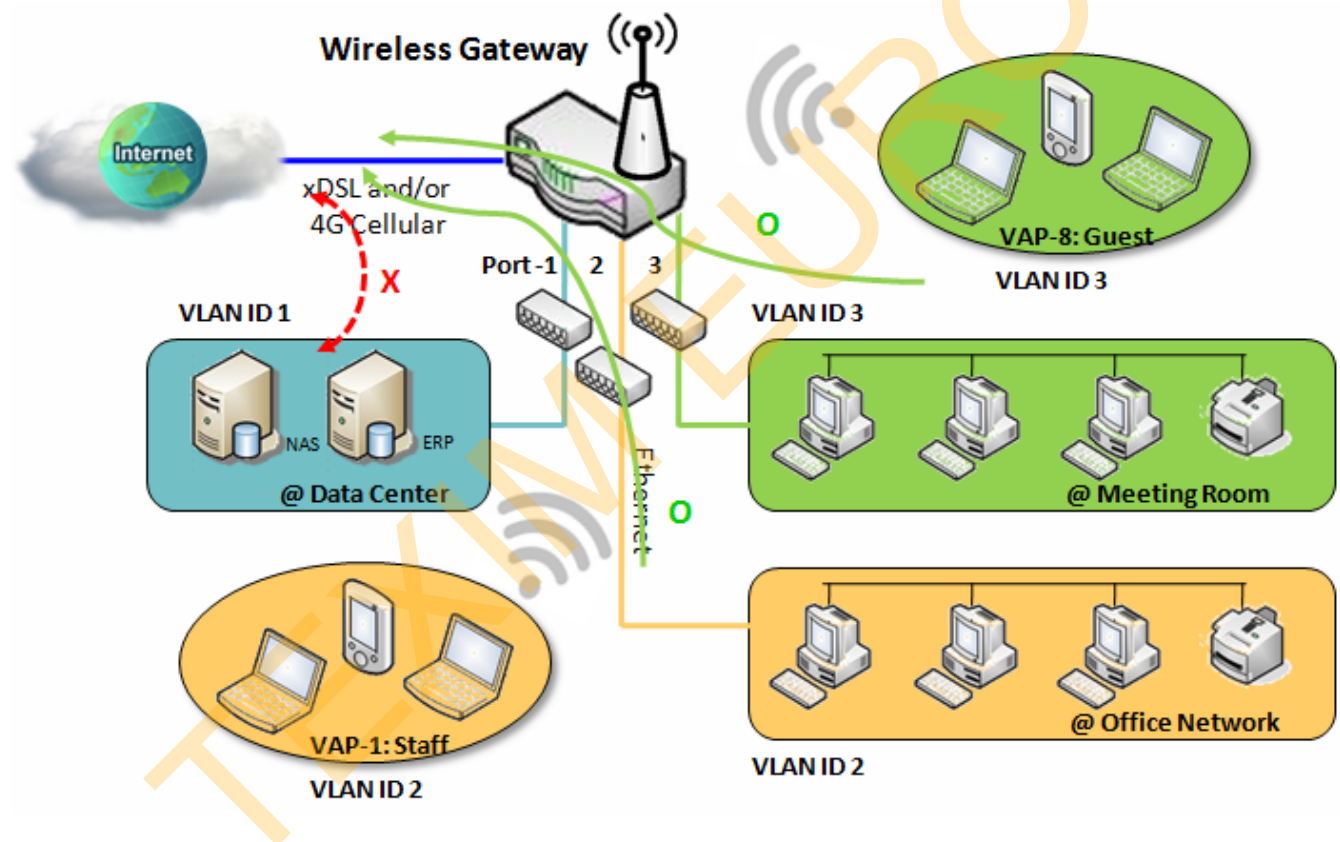 Wireless Gateway
Internet
xDSL and/or
4G Cellular
VAP-8: Guest
VLAN ID 3
O
Port -1
2
3
X
VLAN ID 1
VLAN ID 3
NAS
ERP
@ Data Center
Ethernet
O
@ Meeting Room
VAP-1: Staff
VLAN ID 2
@ Office Network
VLAN ID 2
TEXIM EURO